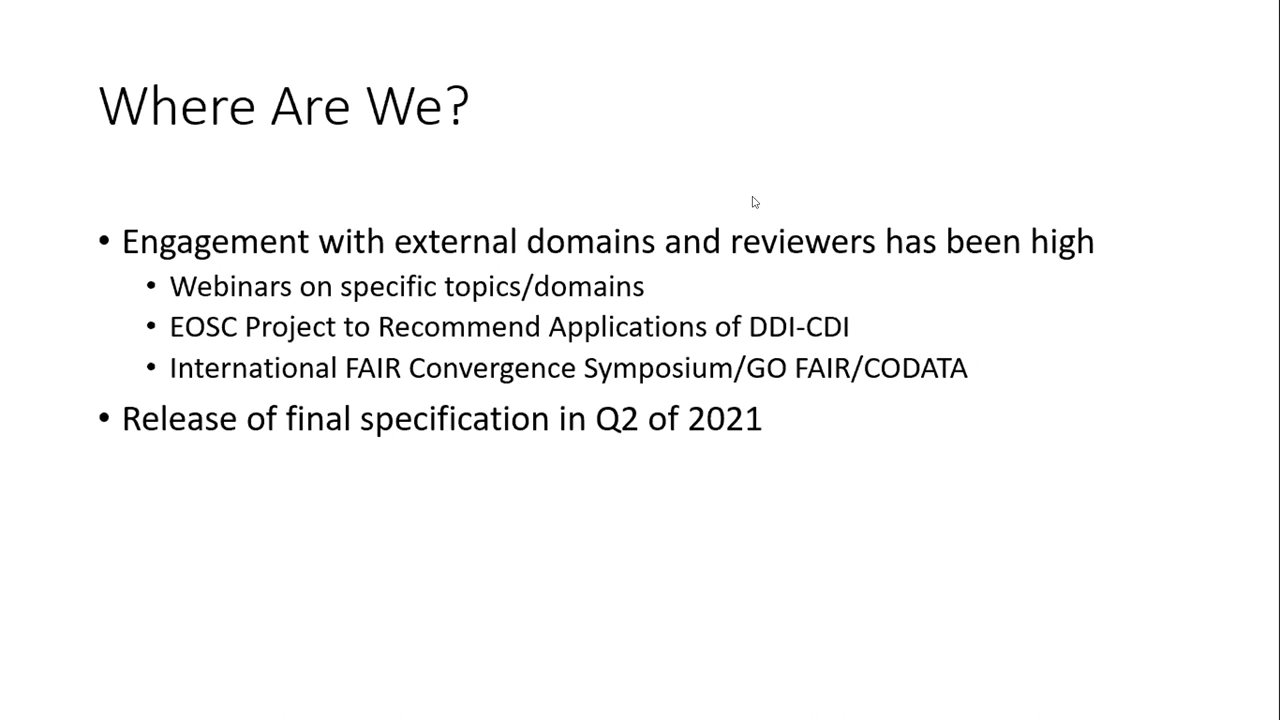 Where Are We?
• Engagement with external domains and reviewers has been high
• Webinars on specific topics/domains
• EOSC Project to Recommend Applications of DDI-CDI
• International FAIR Convergence Symposium/GO FAIR/CODATA
• Release of final specification in Q2 of 2021